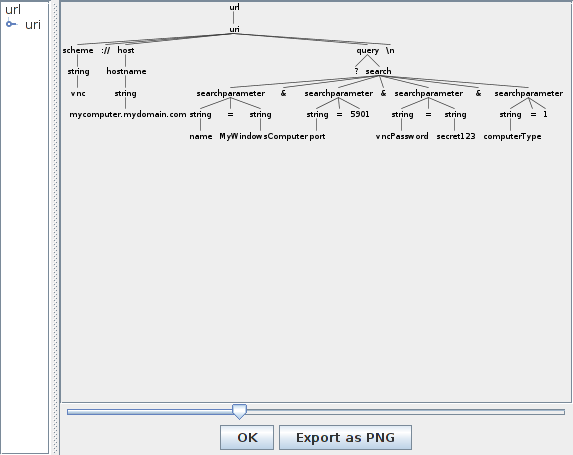 url
uri
url
uri
scheme :// host query \n
string hostname ? search
vnc string searchparameter & searchparameter & searchparameter & searchparameter
mycomputer.mydomain.com string = string string = 5901 string = string string = 1
name MyWindowsComputer port vncPassword secret123 computerType
OK Export as PNG